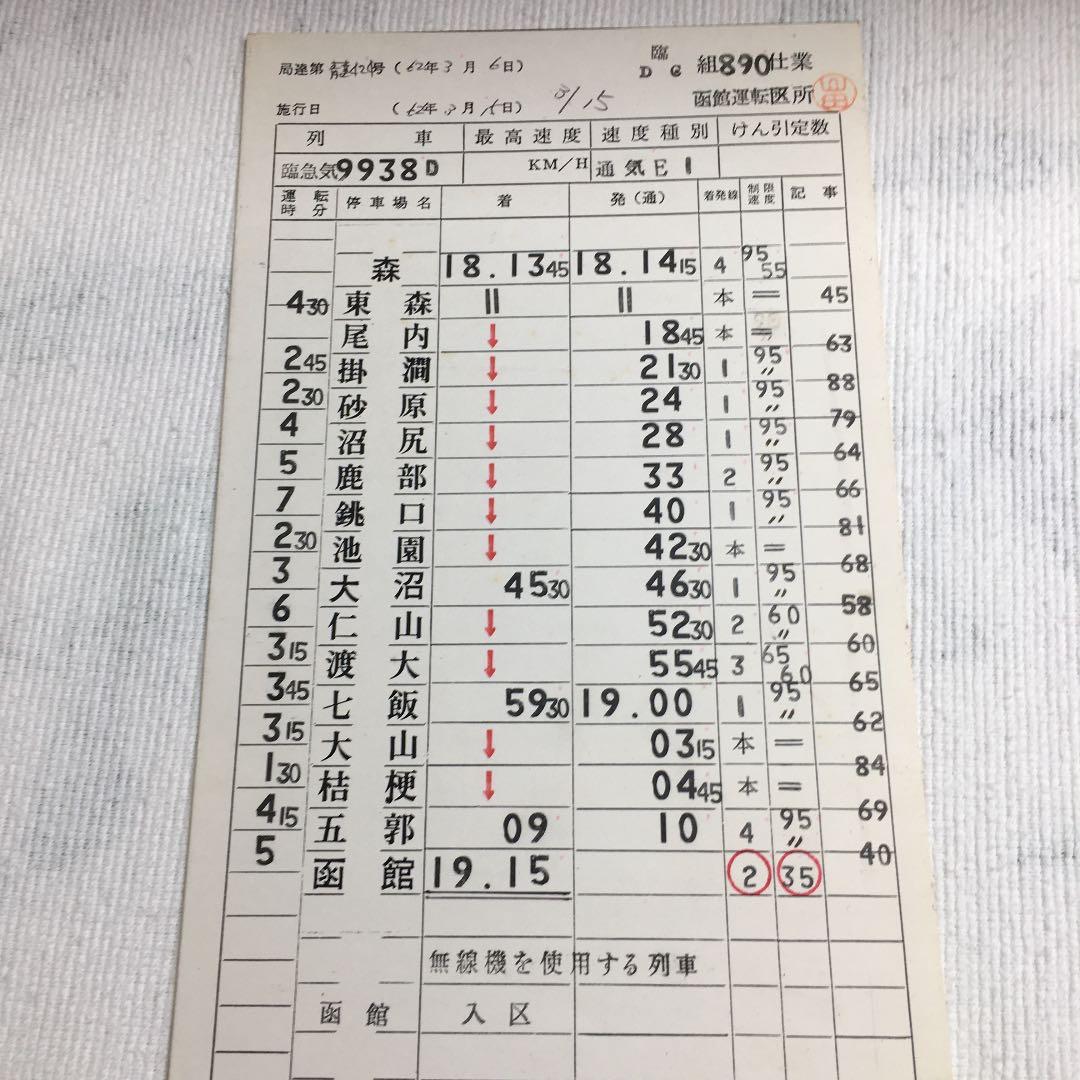 局達第 424号 (62年3月6日) 臨 DC 組890仕業
施行日 (62年3月15日) 3/15 函館運転区所
列車 最高速度 速度種別 けん引定数
臨急気9938D KM/H 通気E1
運転時分 停車場名 着 発(通) 着発線 制限速度 記事
森 18.13 45 18.14 15 4 95 55
4 30 東森 || || 本 = 45
尾内 ↓ 18 45 本 = 63
2 45 掛澗 ↓ 21 30 1 95 〃 88
2 30 砂原 ↓ 24 1 95 〃 79
4 沼尻 ↓ 28 1 95 〃 64
5 鹿部 ↓ 33 2 95 〃 66
7 銚口 ↓ 40 1 95 〃 81
2 30 池園 ↓ 42 30 本 = 68
3 大沼 45 30 46 30 1 95 〃 58
6 仁山 ↓ 52 30 2 60 〃 60
3 15 渡大 ↓ 55 45 3 65 60 65
3 45 七飯 59 30 19.00 1 95 〃 62
3 15 大山 ↓ 03 15 本 = 84
1 30 桔梗 ↓ 04 45 本 = 69
4 15 五郭 09 10 4 95 〃 40
5 函館 19.15 2 35
無線機を使用する列車
函館 入区